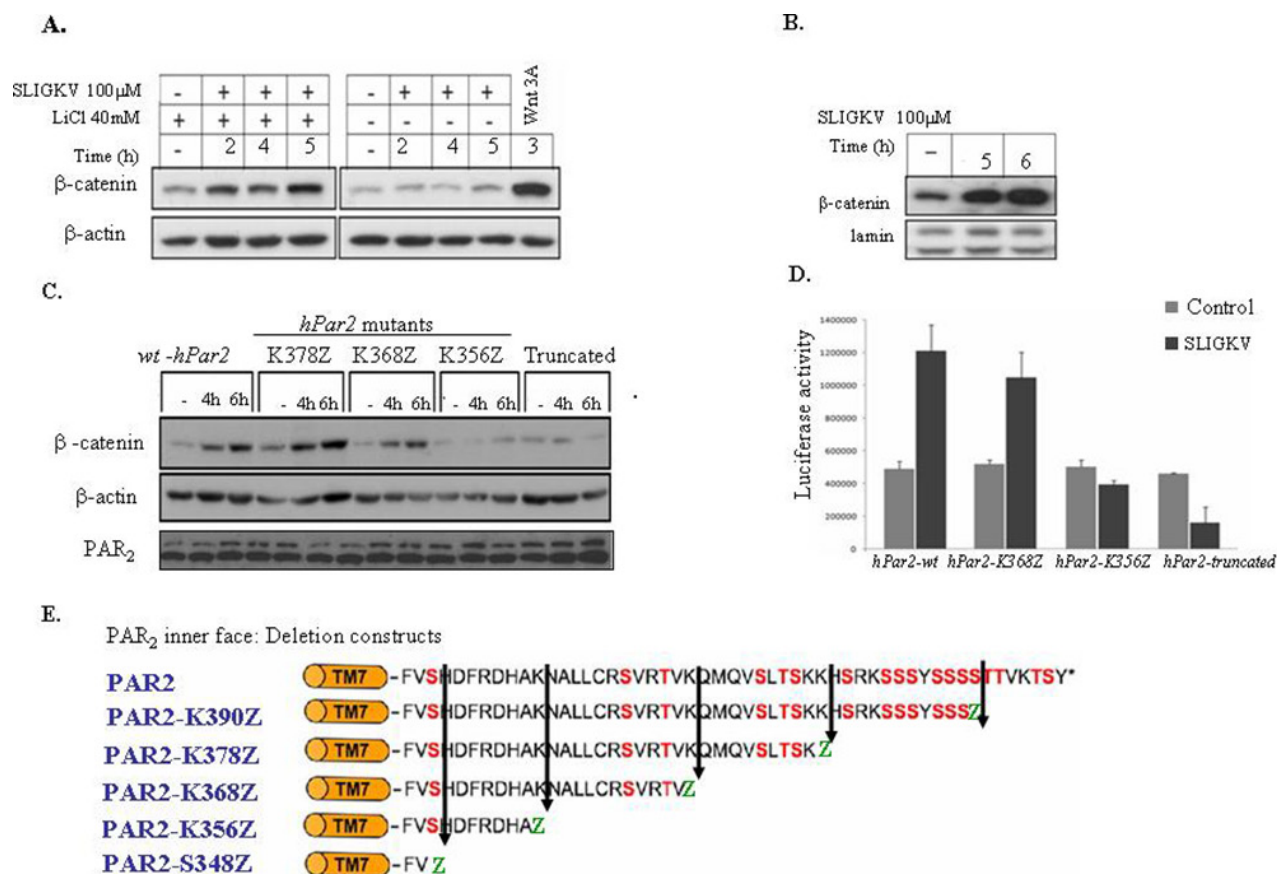 A.
SLIGKV 100µM - + + + - + + + Wnt 3A
LiCl 40mM + + + + - - - -
Time (h) - 2 4 5 - 2 4 5 3
β-catenin
β-actin
B.
SLIGKV 100µM
Time (h) – 5 6
β-catenin
lamin
C.
hPar2 mutants
wt -hPar2 K378Z K368Z K356Z Truncated
- 4h 6h - 4h 6h - 4h 6h - 4h 6h - 4h 6h
β -catenin
β-actin
PAR2
D.
Control
SLIGKV
Luciferase activity
1400000
1200000
1000000
800000
600000
400000
200000
0
hPar2-wt hPar2-K368Z hPar2-K356Z hPar2-truncated
E.
PAR2 inner face: Deletion constructs
PAR2 TM7 -FVSHDFRDHAKNALLCRSVRTVKQMQVSLTSKKHSRKSSSYSSSSTTVKTSY*
PAR2-K390Z TM7 -FVSHDFRDHAKNALLCRSVRTVKQMQVSLTSKKHSRKSSSYSSSZ
PAR2-K378Z TM7 -FVSHDFRDHAKNALLCRSVRTVKQMQVSLTSKZ
PAR2-K368Z TM7 -FVSHDFRDHAKNALLCRSVRTVZ
PAR2-K356Z TM7 -FVSHDFRDHAZ
PAR2-S348Z TM7 -FVZ